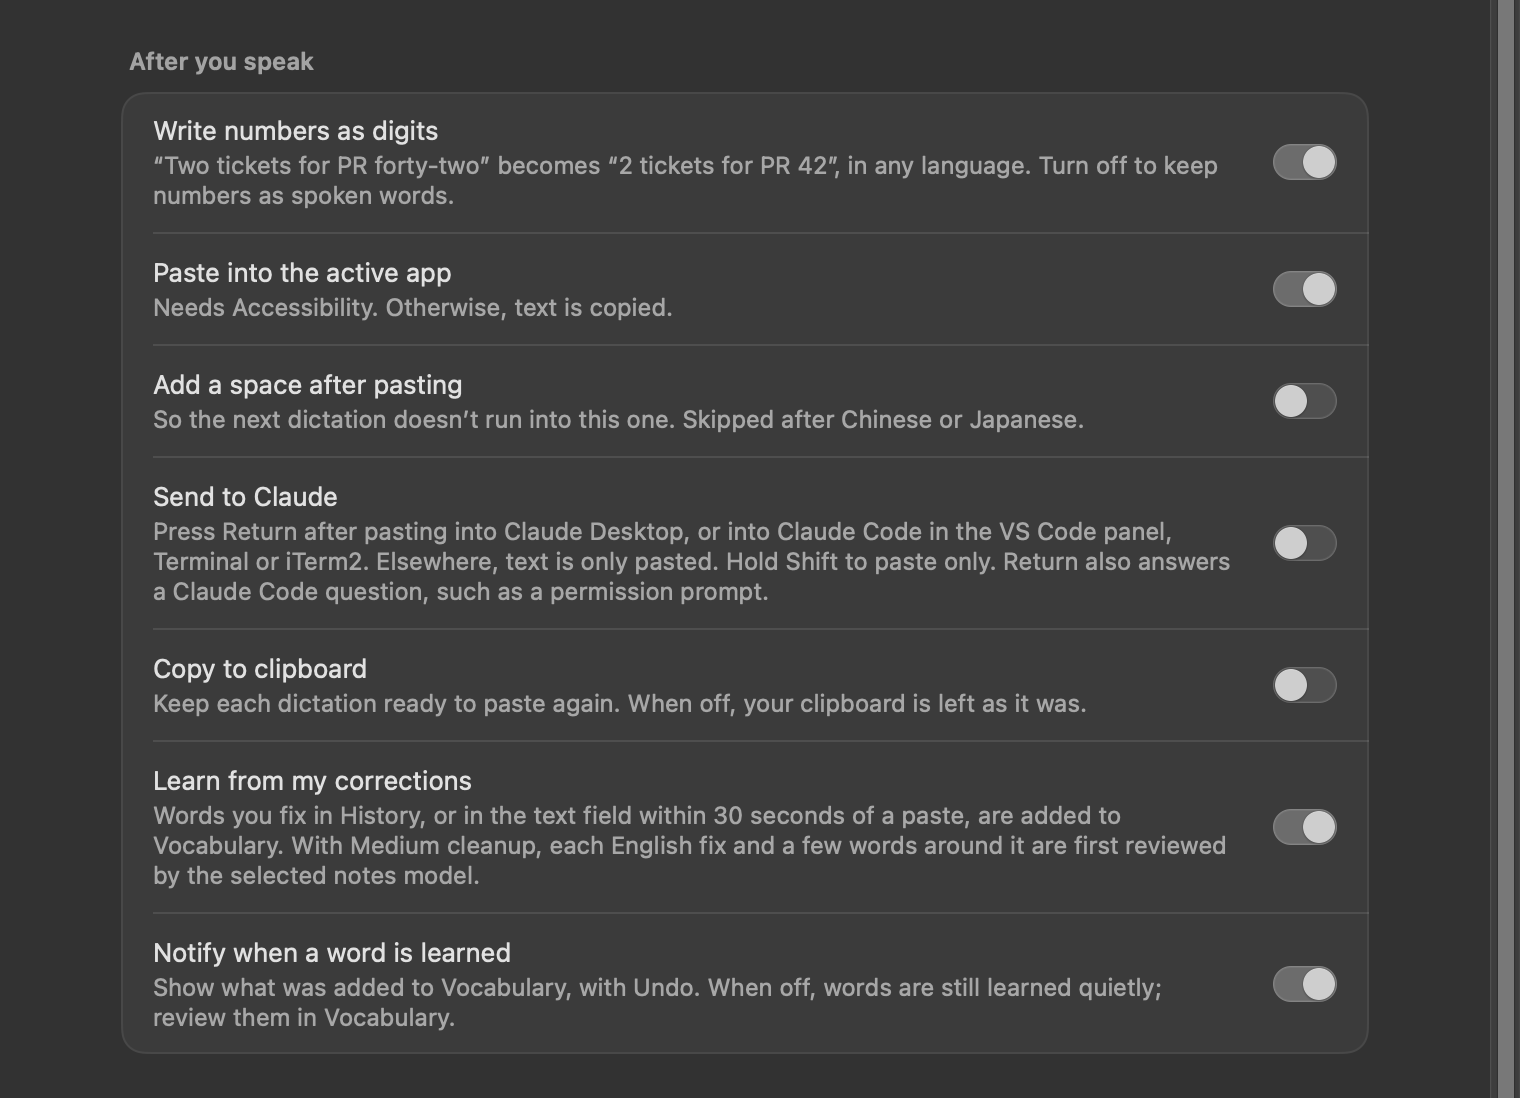 After you speak
Write numbers as digits
“Two tickets for PR forty-two” becomes “2 tickets for PR 42”, in any language. Turn off to keep
numbers as spoken words.
Paste into the active app
Needs Accessibility. Otherwise, text is copied.
Add a space after pasting
So the next dictation doesn’t run into this one. Skipped after Chinese or Japanese.
Send to Claude
Press Return after pasting into Claude Desktop, or into Claude Code in the VS Code panel,
Terminal or iTerm2. Elsewhere, text is only pasted. Hold Shift to paste only. Return also answers
a Claude Code question, such as a permission prompt.
Copy to clipboard
Keep each dictation ready to paste again. When off, your clipboard is left as it was.
Learn from my corrections
Words you fix in History, or in the text field within 30 seconds of a paste, are added to
Vocabulary. With Medium cleanup, each English fix and a few words around it are first reviewed
by the selected notes model.
Notify when a word is learned
Show what was added to Vocabulary, with Undo. When off, words are still learned quietly;
review them in Vocabulary.